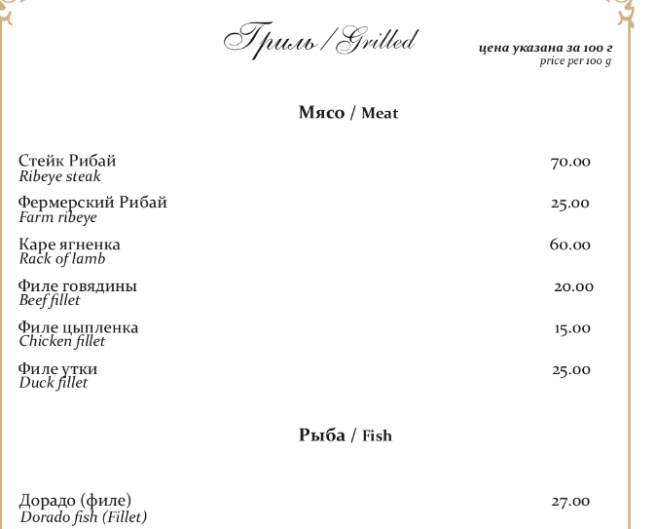 Гриль / Grilled
цена указана за 100 г
price per 100 g
Мясо / Meat
Стейк Рибай 70.00
Ribeye steak
Фермерский Рибай 25.00
Farm ribeye
Каре ягненка 60.00
Rack of lamb
Филе говядины 20.00
Beef fillet
Филе цыпленка 15.00
Chicken fillet
Филе утки 25.00
Duck fillet
Рыба / Fish
Дорадо (филе) 27.00
Dorado fish (Fillet)